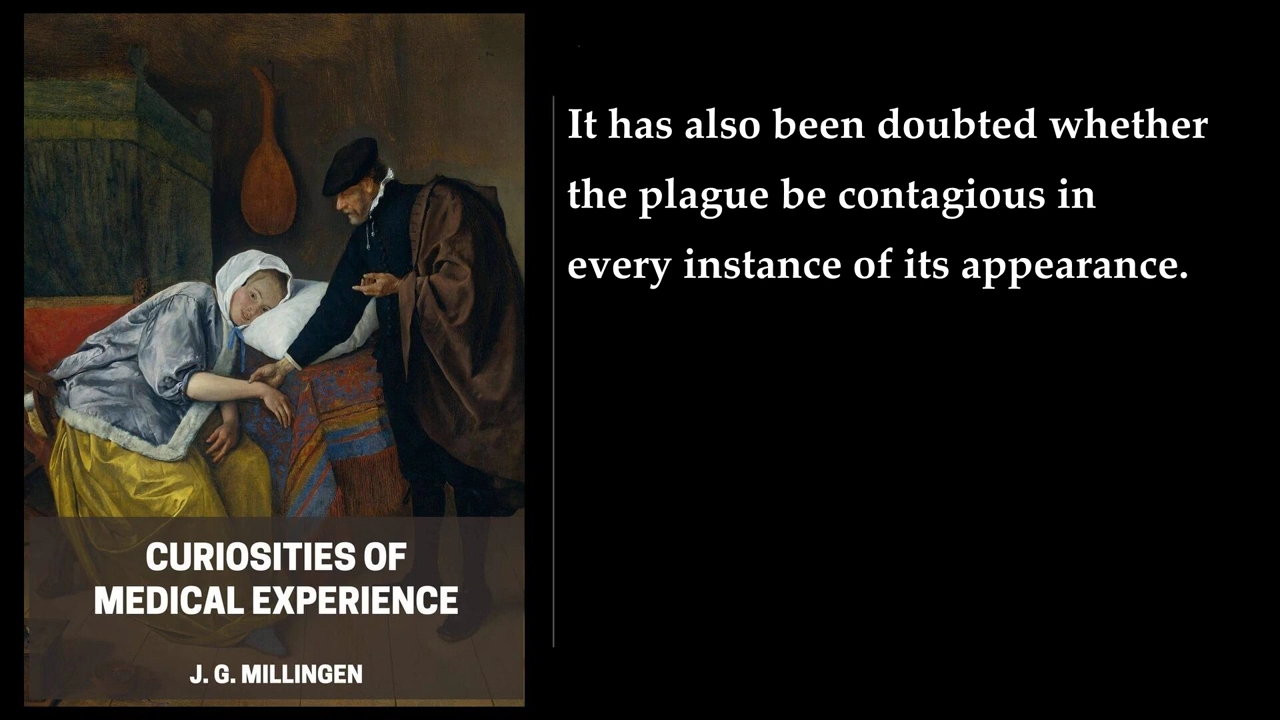 CURIOSITIES OF
MEDICAL EXPERIENCE
J. G. MILLINGEN
It has also been doubted whether
the plague be contagious in
every instance of its appearance.